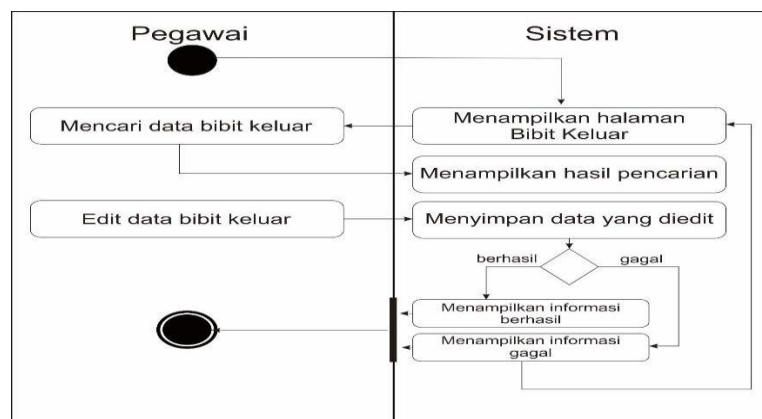 Pegawai
Sistem
Menampilkan halaman
Bibit Keluar
Mencari data bibit keluar
Menampilkan hasil pencarian
Edit data bibit keluar
Menyimpan data yang diedit
berhasil
gagal
Menampilkan informasi
berhasil
Menampilkan informasi
gagal